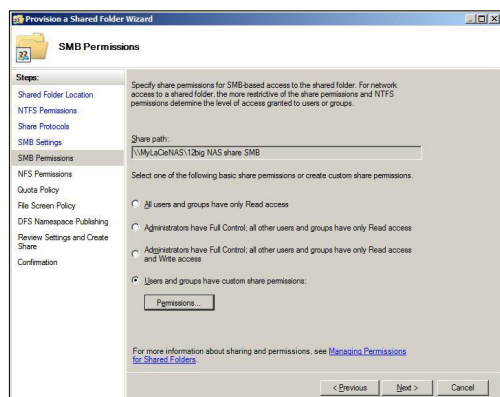 Provision a Shared Folder Wizard
SMB Permissions
Steps:
Shared Folder Location
NTFS Permissions
Share Protocols
SMB Settings
SMB Permissions
NFS Permissions
Quota Policy
File Screen Policy
DFS Namespace Publishing
Review Settings and Create
Share
Confirmation
Specify share permissions for SMB-based access to the shared folder. For network
access to a shared folder, the more restrictive of the share permissions and NTFS
permissions determine the level of access granted to users or groups.
Share path:
\\MyLaCieNAS\12big NAS share SMB
Select one of the following basic share permissions or create custom share permissions.
All users and groups have only Read access
Administrators have Full Control; all other users and groups have only Read access
Administrators have Full Control; all other users and groups have only Read access
and Write access
Users and groups have custom share permissions:
Permissions...
For more information about sharing and permissions, see Managing Permissions
for Shared Folders.
< Previous
Next >
Cancel